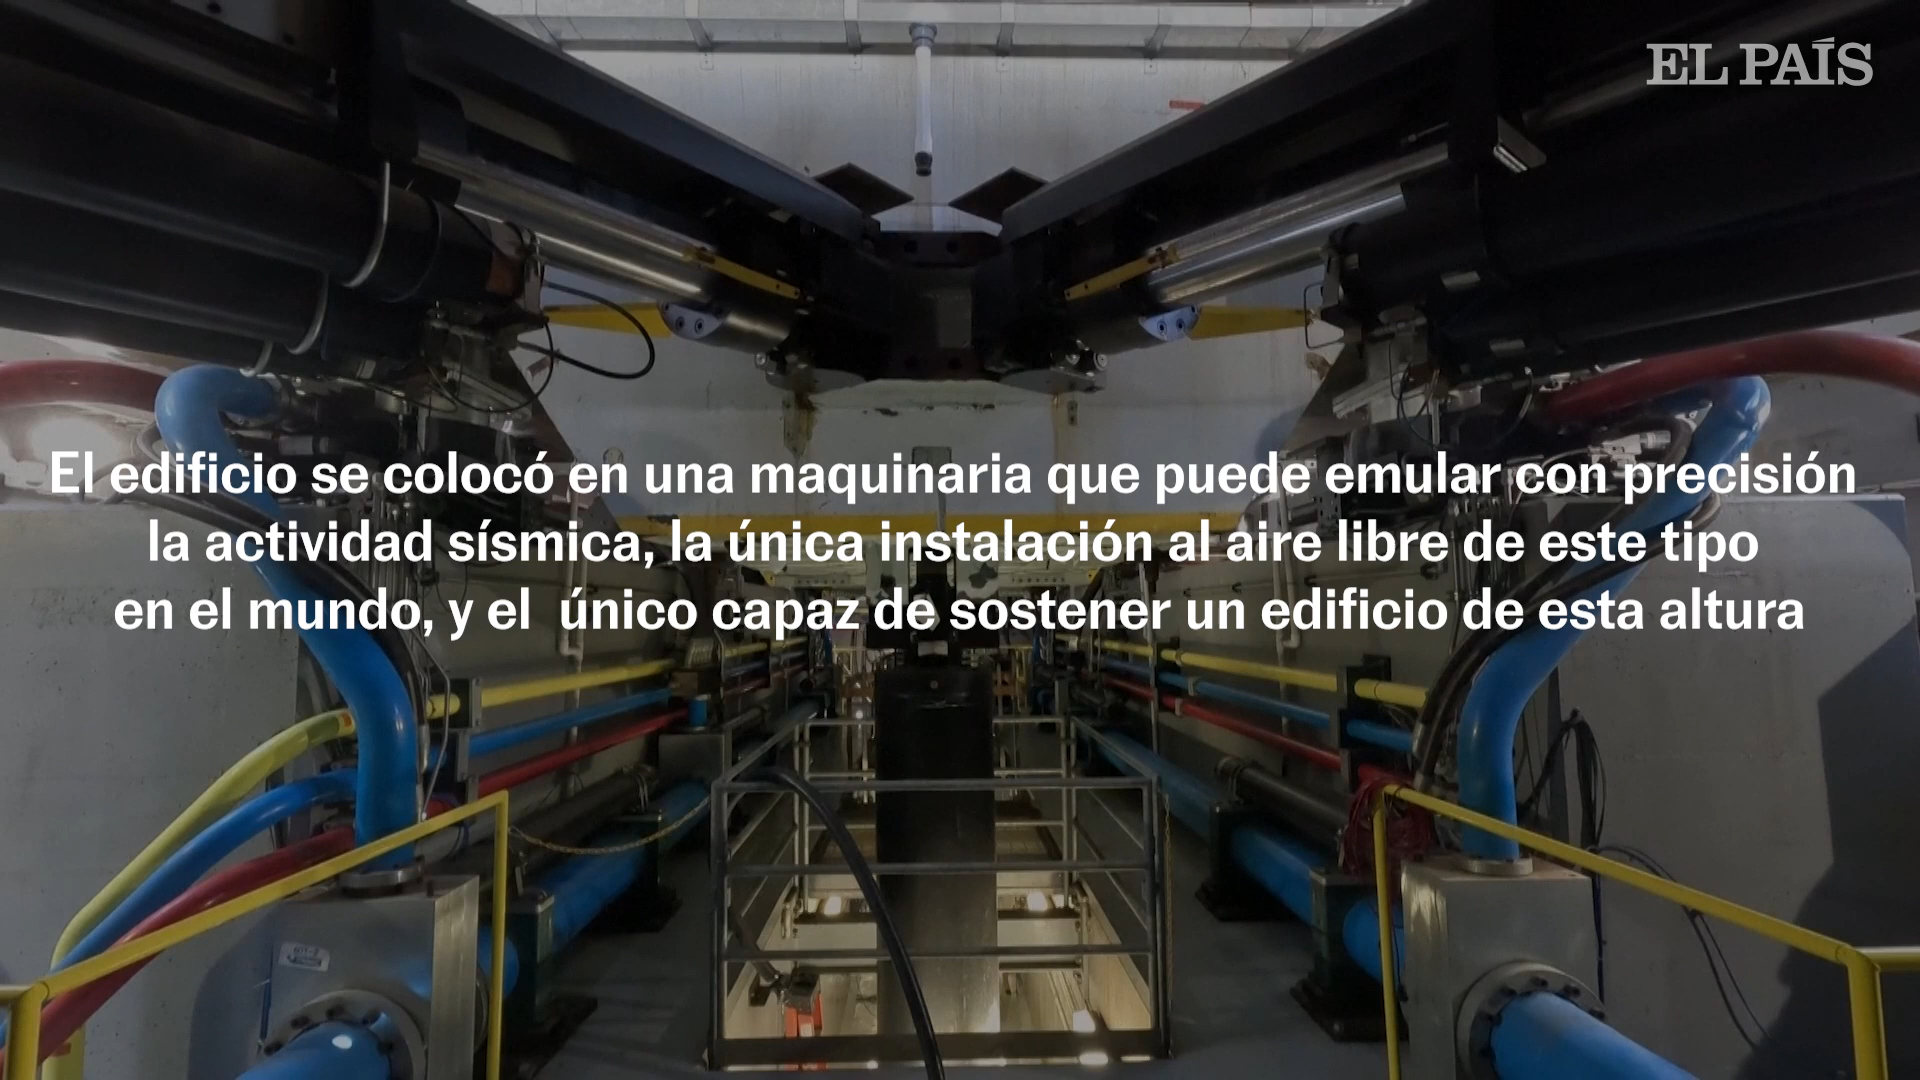 EL PAÍS
El edificio se colocó en una maquinaria que puede emular con precisión
la actividad sísmica, la única instalación al aire libre de este tipo
en el mundo, y el  único capaz de sostener un edificio de esta altura